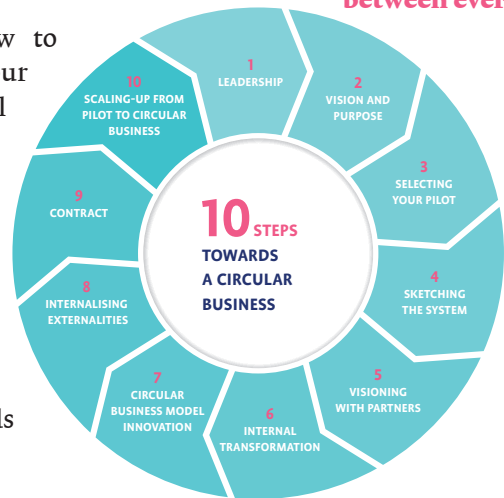 between ever
w to
ur
l
1
LEADERSHIP
2
VISION AND
PURPOSE
3
SELECTING
YOUR PILOT
4
SKETCHING
THE SYSTEM
5
VISIONING
WITH PARTNERS
6
INTERNAL
TRANSFORMATION
7
CIRCULAR
BUSINESS MODEL
INNOVATION
8
INTERNALISING
EXTERNALITIES
9
CONTRACT
10
SCALING-UP FROM
PILOT TO CIRCULAR
BUSINESS
10 STEPS
TOWARDS
A CIRCULAR
BUSINESS
ls